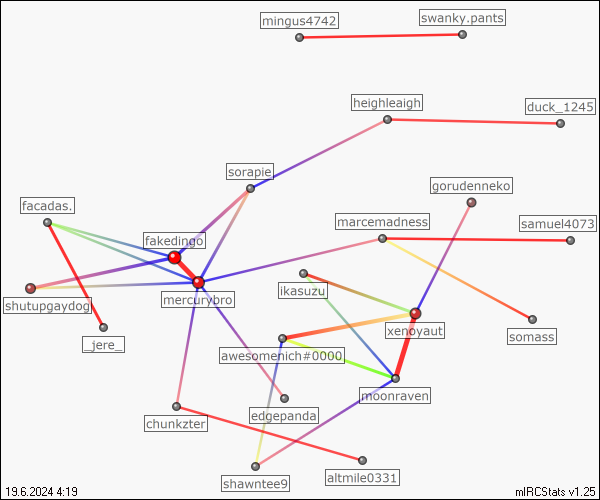 mingus4742
swanky.pants
heighleaigh
duck_1245
sorapie
gorudenneko
facadas.
marcemadness
samuel4073
fakedingo
shutupgaydog
mercurybro
ikasuzu
xenoyaut
_jere_
somass
awesomenich#0000
moonraven
edgepanda
chunkzter
shawntee9
altmile0331
19.6.2024 4:19
mIRCStats v1.25